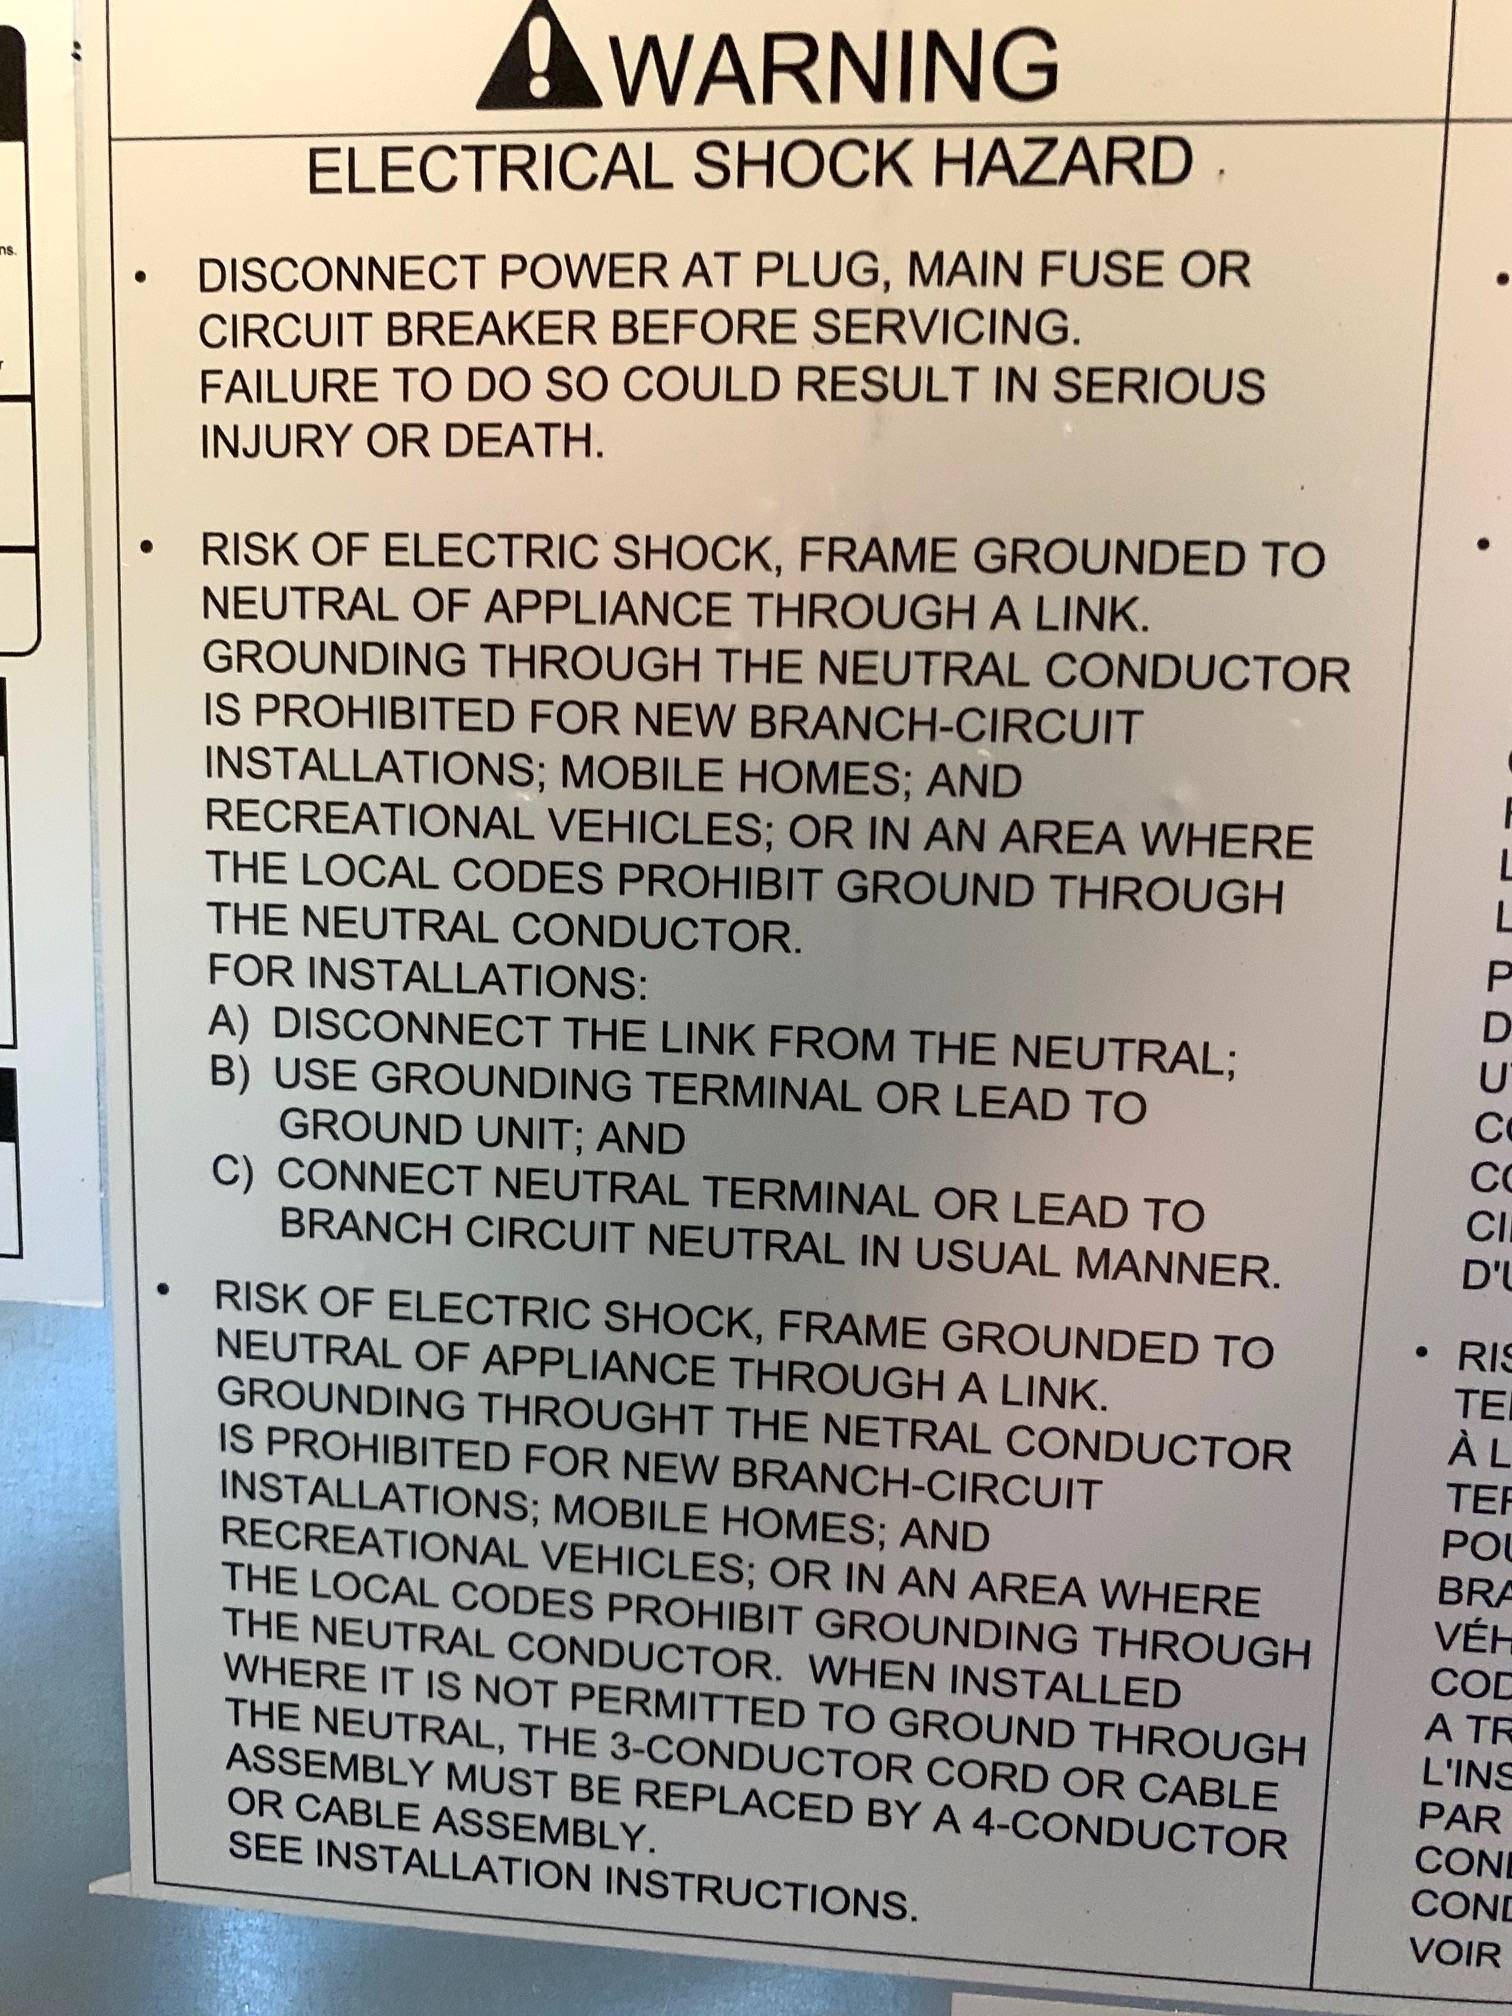 ns.
WARNING
ELECTRICAL SHOCK HAZARD
• DISCONNECT POWER AT PLUG, MAIN FUSE OR
CIRCUIT BREAKER BEFORE SERVICING.
FAILURE TO DO SO COULD RESULT IN SERIOUS
INJURY OR DEATH.
• RISK OF ELECTRIC SHOCK, FRAME GROUNDED TO
NEUTRAL OF APPLIANCE THROUGH A LINK.
GROUNDING THROUGH THE NEUTRAL CONDUCTOR
IS PROHIBITED FOR NEW BRANCH-CIRCUIT
INSTALLATIONS; MOBILE HOMES; AND
RECREATIONAL VEHICLES; OR IN AN AREA WHERE
THE LOCAL CODES PROHIBIT GROUND THROUGH
THE NEUTRAL CONDUCTOR.
FOR INSTALLATIONS:
A) DISCONNECT THE LINK FROM THE NEUTRAL;
B) USE GROUNDING TERMINAL OR LEAD TO
GROUND UNIT; AND
C) CONNECT NEUTRAL TERMINAL OR LEAD TO
BRANCH CIRCUIT NEUTRAL IN USUAL MANNER.
• RISK OF ELECTRIC SHOCK, FRAME GROUNDED TO
NEUTRAL OF APPLIANCE THROUGH A LINK.
GROUNDING THROUGHT THE NETRAL CONDUCTOR
IS PROHIBITED FOR NEW BRANCH-CIRCUIT
INSTALLATIONS; MOBILE HOMES; AND
RECREATIONAL VEHICLES; OR IN AN AREA WHERE
THE LOCAL CODES PROHIBIT GROUNDING THROUGH
THE NEUTRAL CONDUCTOR. WHEN INSTALLED
WHERE IT IS NOT PERMITTED TO GROUND THROUGH
THE NEUTRAL, THE 3-CONDUCTOR CORD OR CABLE
ASSEMBLY MUST BE REPLACED BY A 4-CONDUCTOR
OR CABLE ASSEMBLY.
SEE INSTALLATION INSTRUCTIONS.
À L
A TR
PAR
VOIR